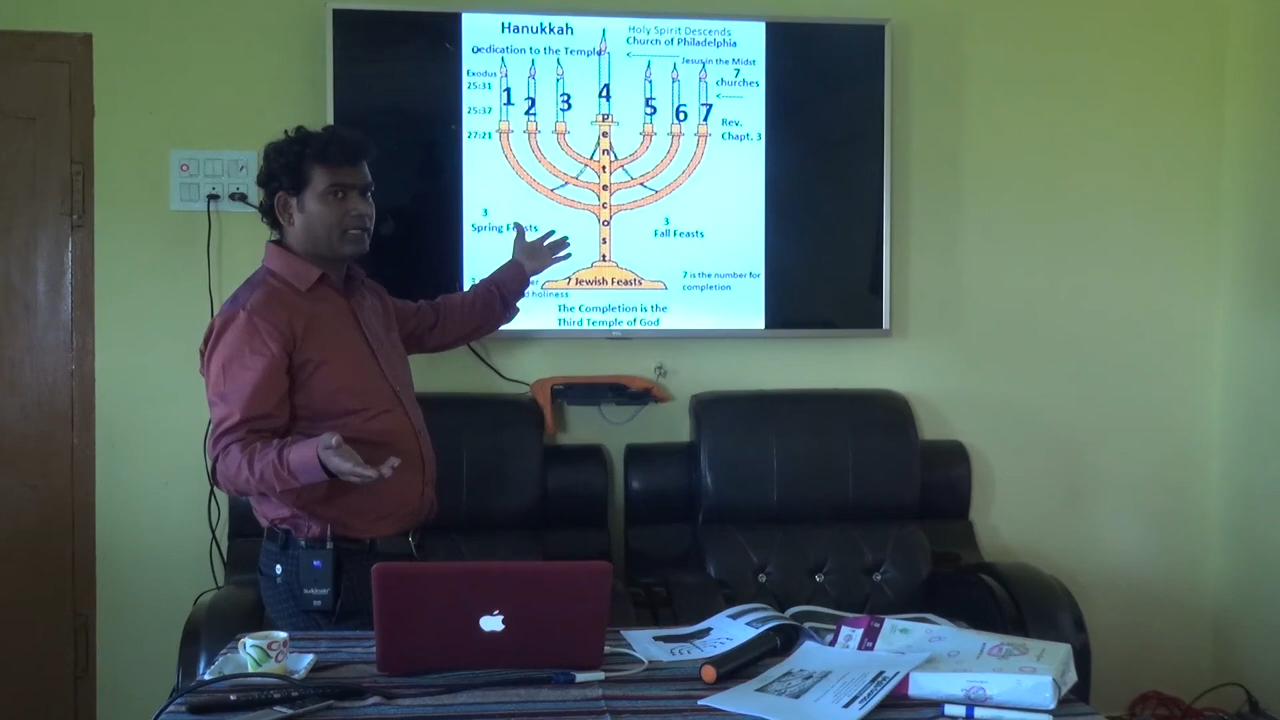 Hanukkah
Dedication to the Temple
Holy Spirit Descends
Church of Philadelphia
Jesus in the Midst
7
churches
Exodus
25:31
25:37
27:21
1 2 3 4 5 6 7
Rev.
Chapt. 3
Pentecost
3
Spring Feasts
3
Fall Feasts
7 Jewish Feasts
holiness
7 is the number for
completion
The Completion is the
Third Temple of God
TCL